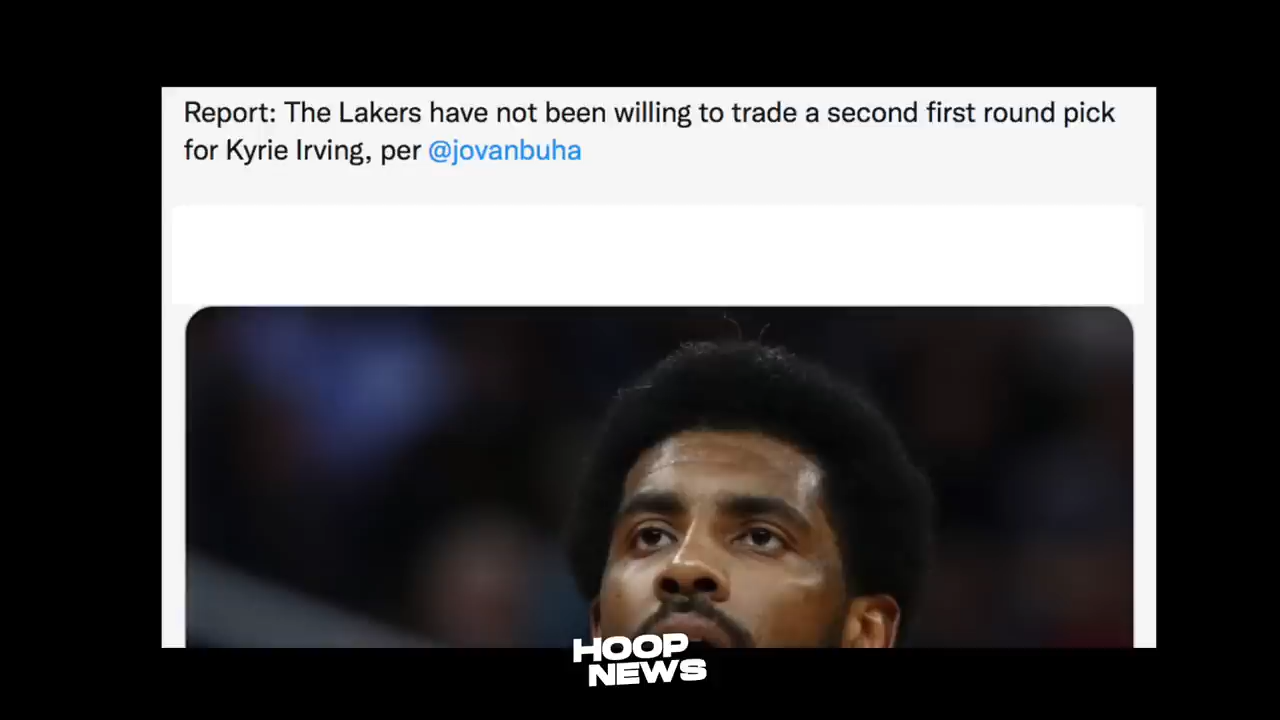 Report: The Lakers have not been willing to trade a second first round pick
for Kyrie Irving, per @jovanbuha
HOOP
NEWS